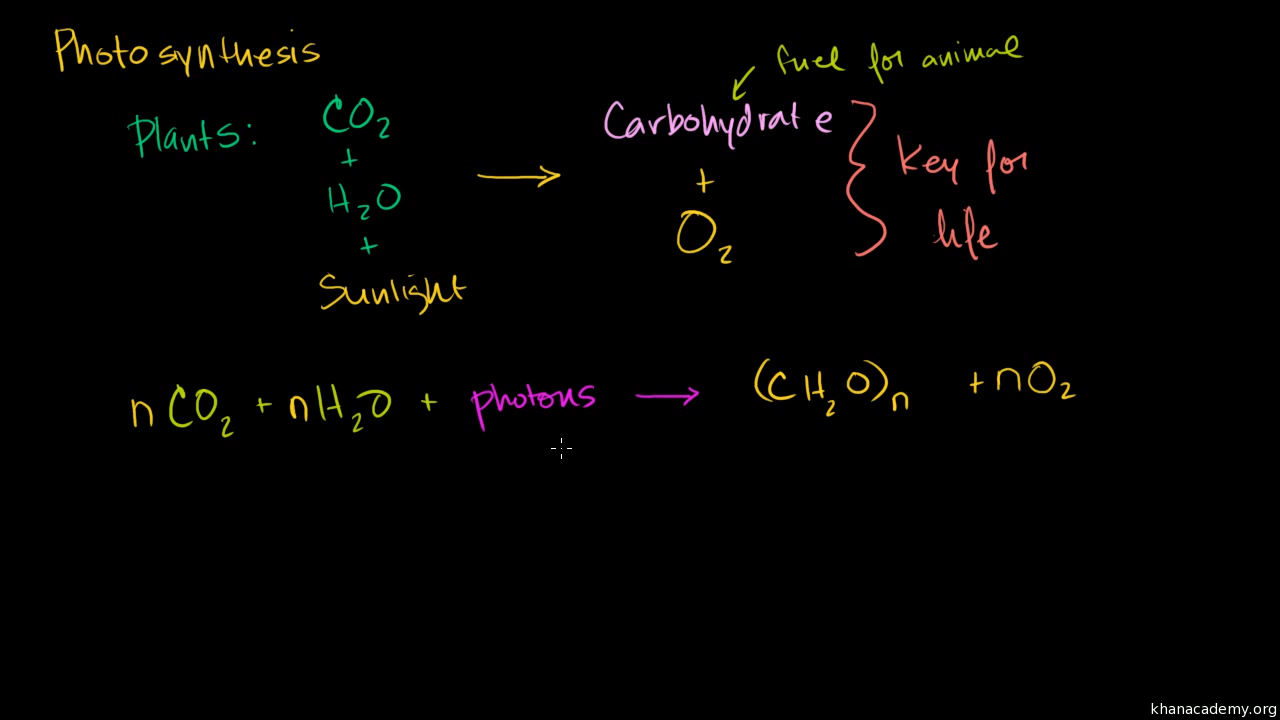 Photosynthesis
fuel for animal
Plants: CO₂ + H₂O + Sunlight → Carbohydrate + O₂ } Key for life
nCO₂ + nH₂O + photons → (CH₂O)ₙ + nO₂
khanacademy.org